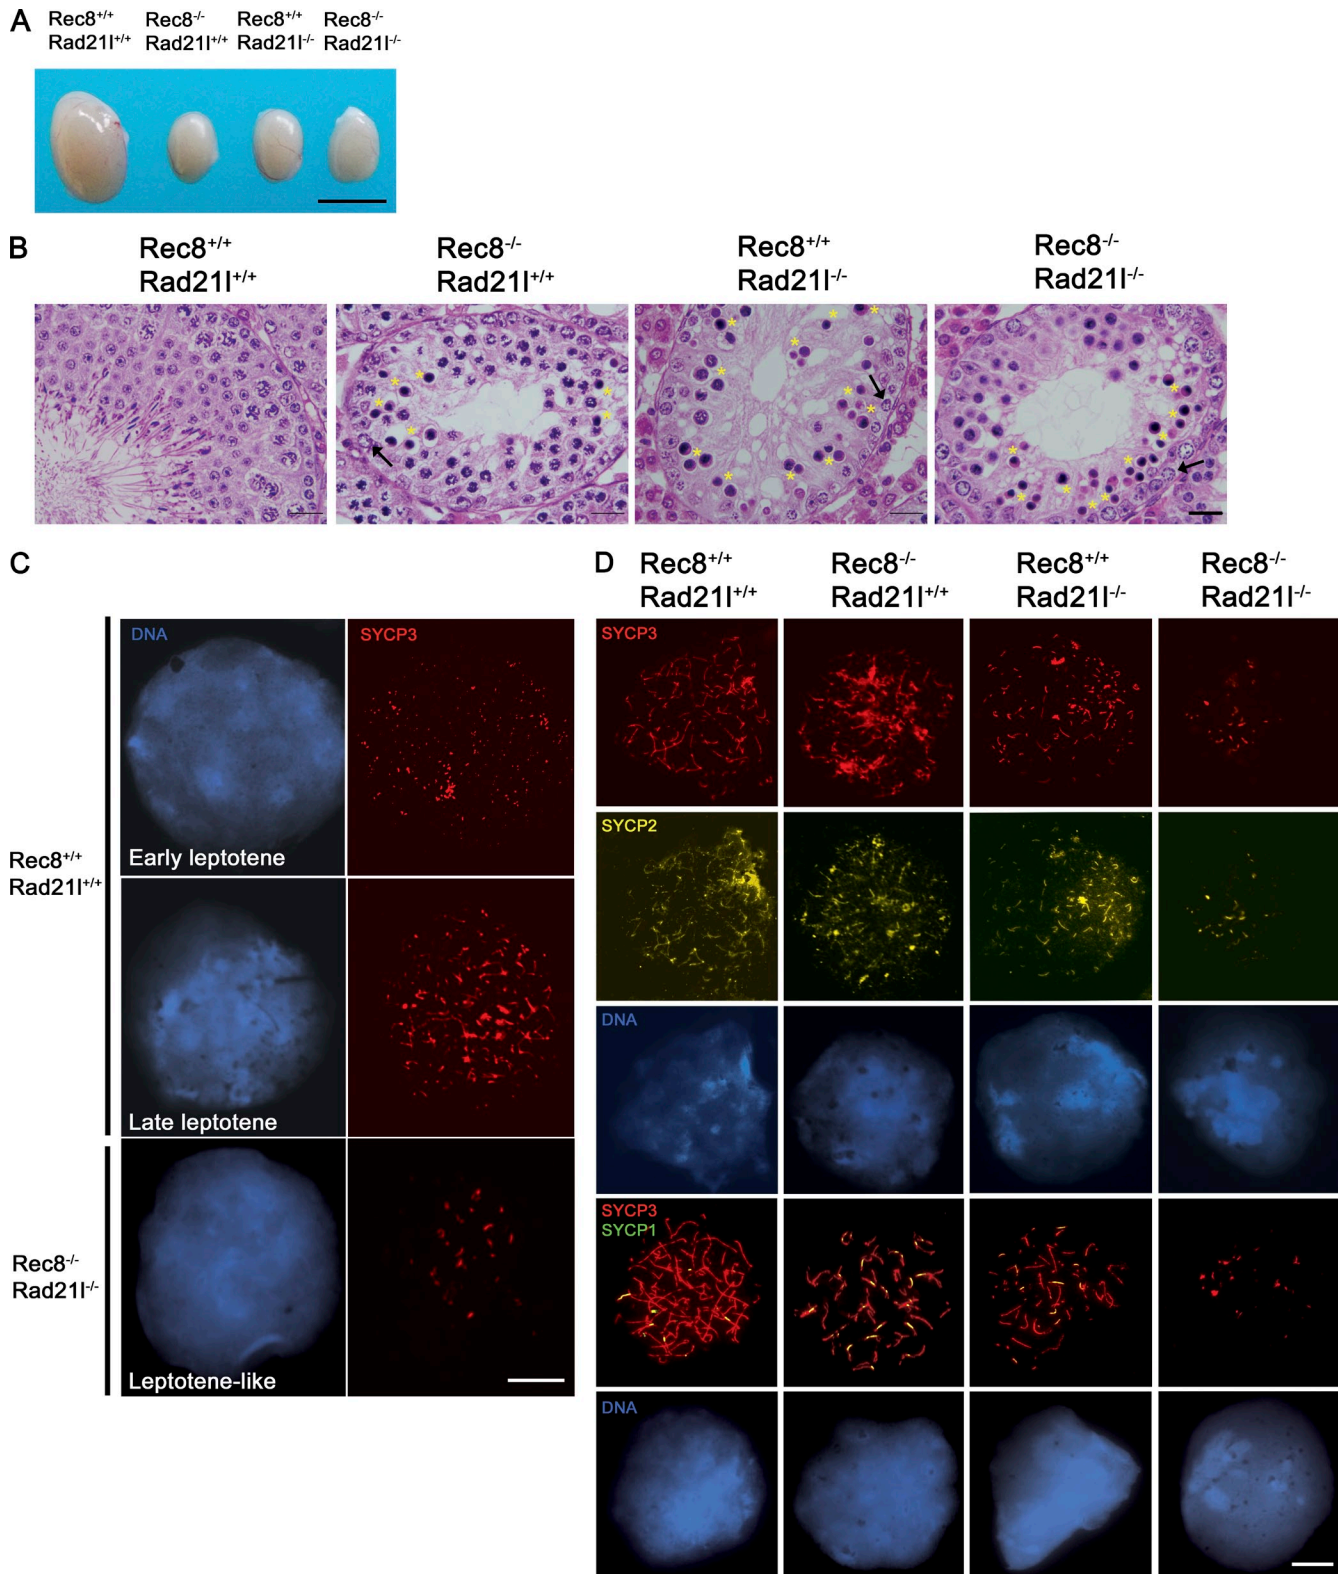 A
Rec8+/+ Rec8-/- Rec8+/+ Rec8-/-
Rad21l+/+ Rad21l+/+ Rad21l-/- Rad21l-/-
B
Rec8+/+ Rec8-/- Rec8+/+ Rec8-/-
Rad21l+/+ Rad21l+/+ Rad21l-/- Rad21l-/-
C
DNA SYCP3
Early leptotene
Rec8+/+
Rad21l+/+
Late leptotene
Rec8-/-
Rad21l-/-
Leptotene-like
D
Rec8+/+ Rec8-/- Rec8+/+ Rec8-/-
Rad21l+/+ Rad21l+/+ Rad21l-/- Rad21l-/-
SYCP3
SYCP2
DNA
SYCP3
SYCP1
DNA